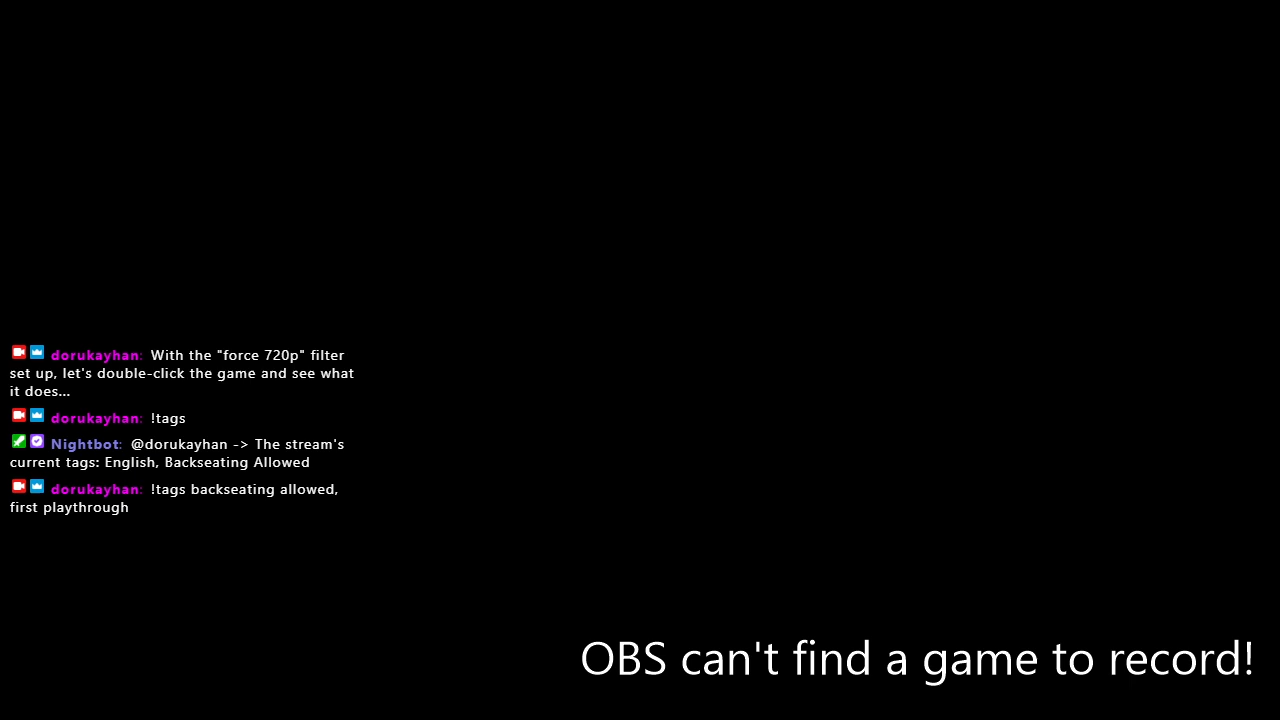 dorukayhan: With the "force 720p" filter
set up, let's double-click the game and see what
it does...
dorukayhan: !tags
Nightbot: @dorukayhan -> The stream's
current tags: English, Backseating Allowed
dorukayhan: !tags backseating allowed,
first playthrough
OBS can't find a game to record!